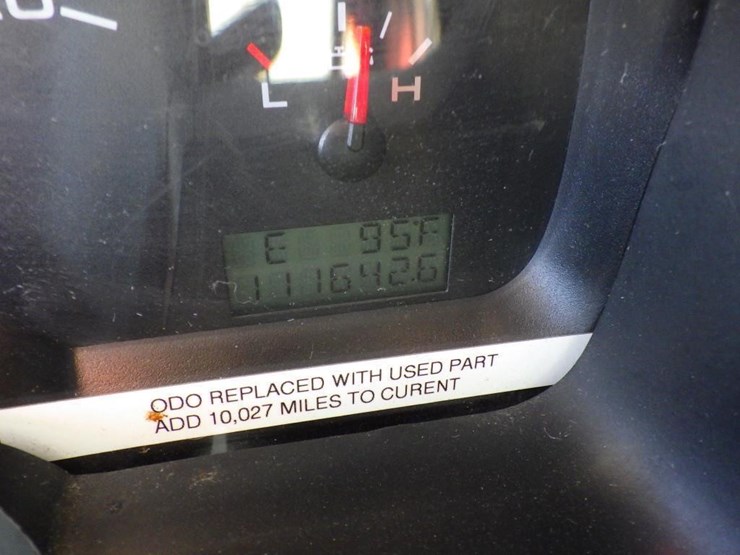 L H
E 95F
111642.6
ODO REPLACED WITH USED PART
ADD 10,027 MILES TO CURENT